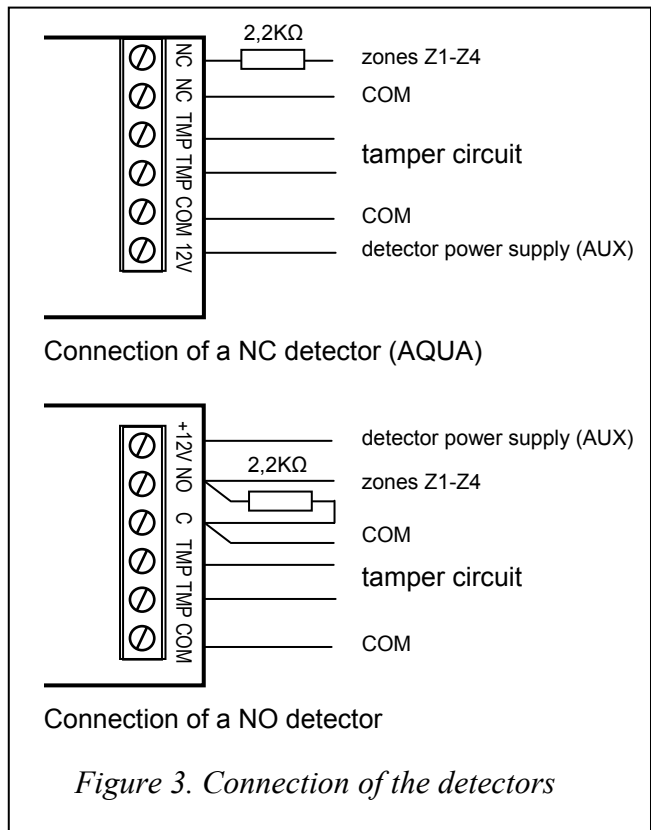 2,2KΩ
NC zones Z1-Z4
NC COM
TMP
TMP
tamper circuit
COM COM
12V detector power supply (AUX)
Connection of a NC detector (AQUA)
+12V detector power supply (AUX)
2,2KΩ
NO zones Z1-Z4
C COM
TMP
TMP
tamper circuit
COM COM
Connection of a NO detector
Figure 3. Connection of the detectors